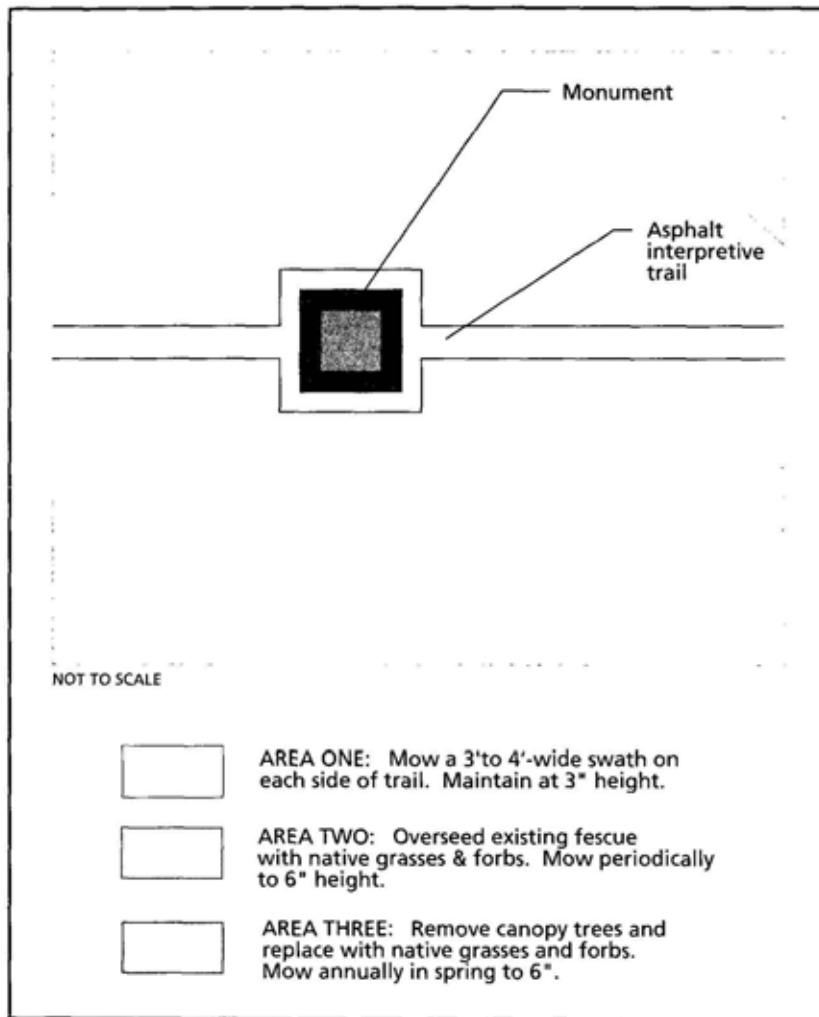 Monument
Asphalt
interpretive
trail
NOT TO SCALE
AREA ONE: Mow a 3'to 4'-wide swath on
each side of trail. Maintain at 3" height.
AREA TWO: Overseed existing fescue
with native grasses & forbs. Mow periodically
to 6" height.
AREA THREE: Remove canopy trees and
replace with native grasses and forbs.
Mow annually in spring to 6".